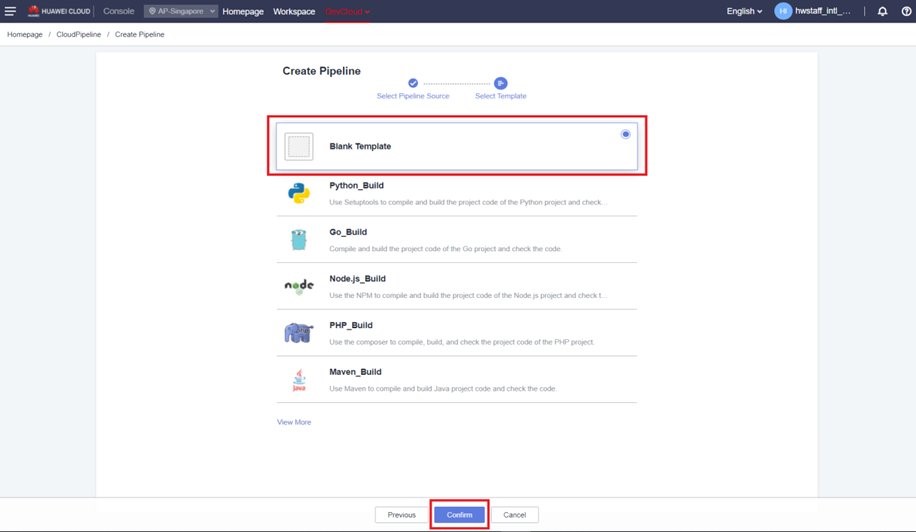 HUAWEI CLOUD Console AP-Singapore Homepage Workspace DevCloud English HI hwstaff_intl_...
Homepage / CloudPipeline / Create Pipeline
Create Pipeline
Select Pipeline Source Select Template
Blank Template
Python_Build
Use Setuptools to compile and build the project code of the Python project and check...
Go_Build
Compile and build the project code of the Go project and check the code.
node
Node.js_Build
Use the NPM to compile and build the project code of the Node.js project and check t...
PHP_Build
Use the composer to compile, build, and check the project code of the PHP project.
Maven_Build
Java
Use Maven to compile and build Java project code and check the code.
View More
Previous Confirm Cancel